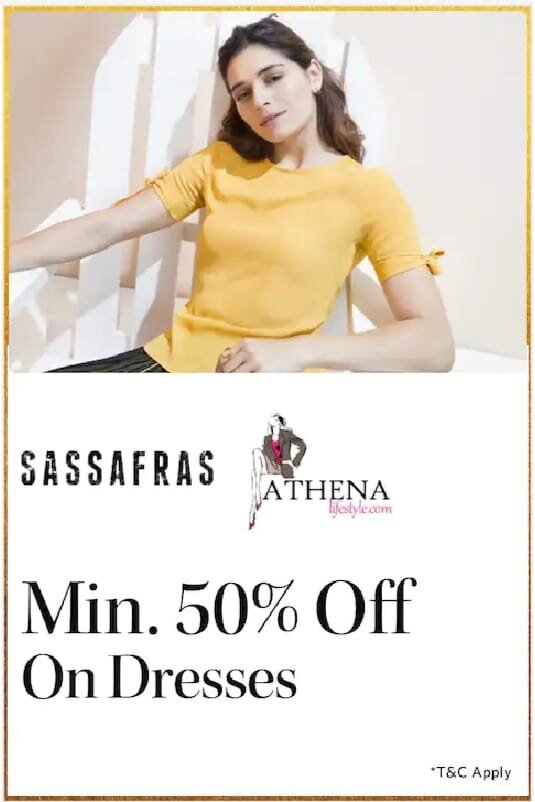 SASSAFRAS
ATHENA
lifestyle.com
Min. 50% Off
On Dresses
*T&C Apply